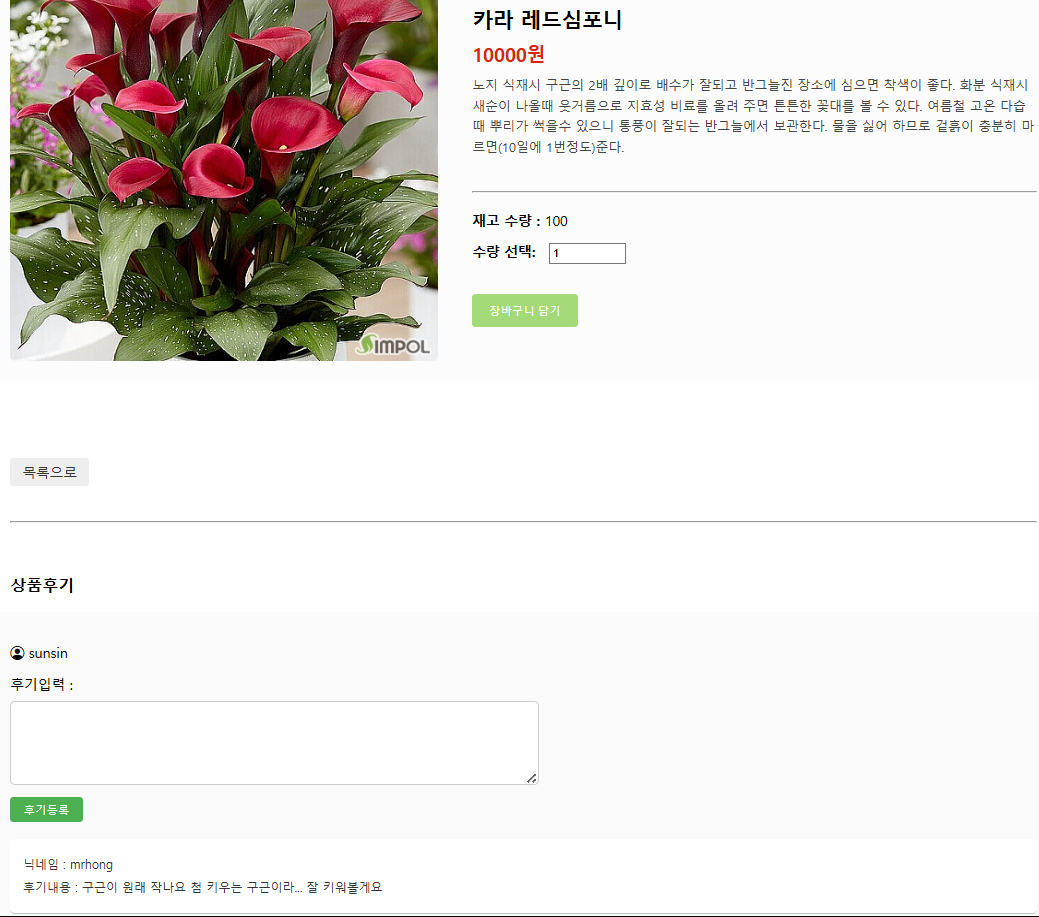 카라 레드심포니
10000원
노지 식재시 구근의 2배 깊이로 배수가 잘되고 반그늘진 장소에 심으면 착색이 좋다. 화분 식재시
새순이 나올때 웃거름으로 지효성 비료를 올려 주면 튼튼한 꽃대를 볼 수 있다. 여름철 고온 다습
때 뿌리가 썩을수 있으니 통풍이 잘되는 반그늘에서 보관한다. 물을 싫어 하므로 겉흙이 충분히 마
르면(10일에 1번정도)준다.
재고 수량 : 100
수량 선택: 1
장바구니 담기
SIMPOL
목록으로
상품후기
sunsin
후기입력 :
후기등록
닉네임 : mrhong
후기내용 : 구근이 원래 작나요 첨 키우는 구근이라... 잘 키워볼게요